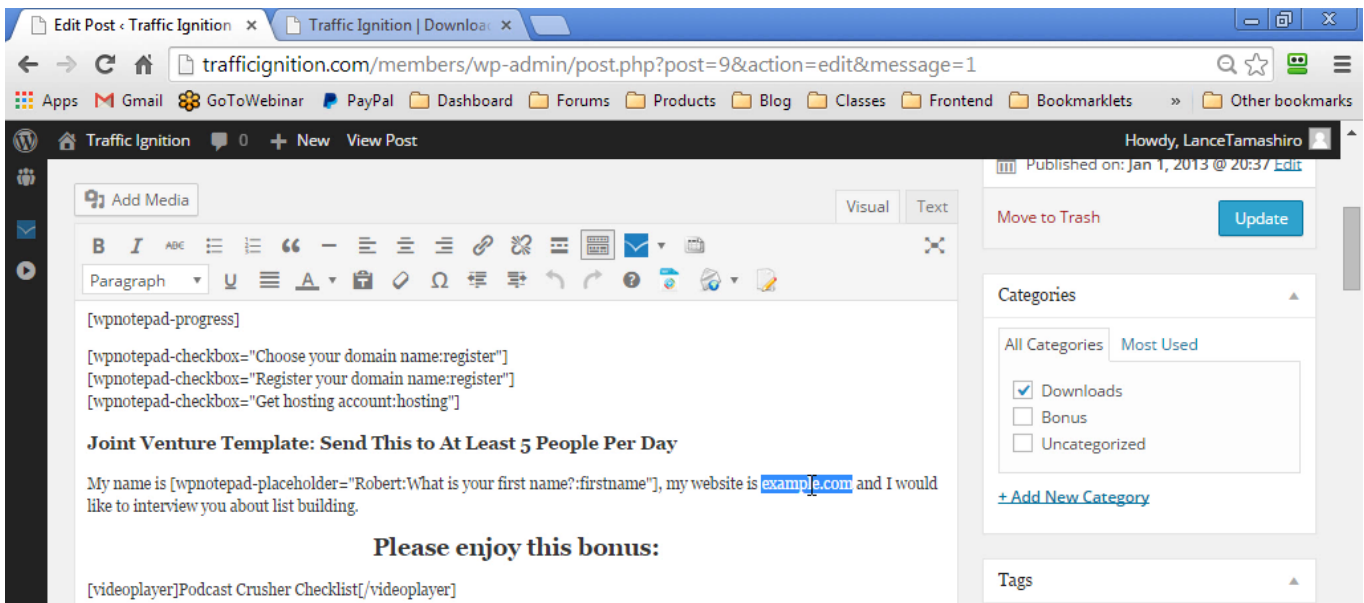 Edit Post ‹ Traffic Ignition
Traffic Ignition | Downloa
trafficignition.com/members/wp-admin/post.php?post=9&action=edit&message=1
Apps Gmail GoToWebinar PayPal Dashboard Forums Products Blog Classes Frontend Bookmarklets » Other bookmarks
Traffic Ignition 0 + New View Post Howdy, LanceTamashiro
Published on: Jan 1, 2013 @ 20:37 Edit
Add Media
Visual Text
Move to Trash Update
B I ABC
Paragraph U A Ω
Categories
[wpnotepad-progress]
All Categories Most Used
[wpnotepad-checkbox="Choose your domain name:register"]
[wpnotepad-checkbox="Register your domain name:register"]
[wpnotepad-checkbox="Get hosting account:hosting"]
Downloads
Bonus
Uncategorized
Joint Venture Template: Send This to At Least 5 People Per Day
My name is [wpnotepad-placeholder="Robert:What is your first name?:firstname"], my website is example.com and I would
like to interview you about list building.
+ Add New Category
Please enjoy this bonus:
[videoplayer]Podcast Crusher Checklist[/videoplayer]
Tags